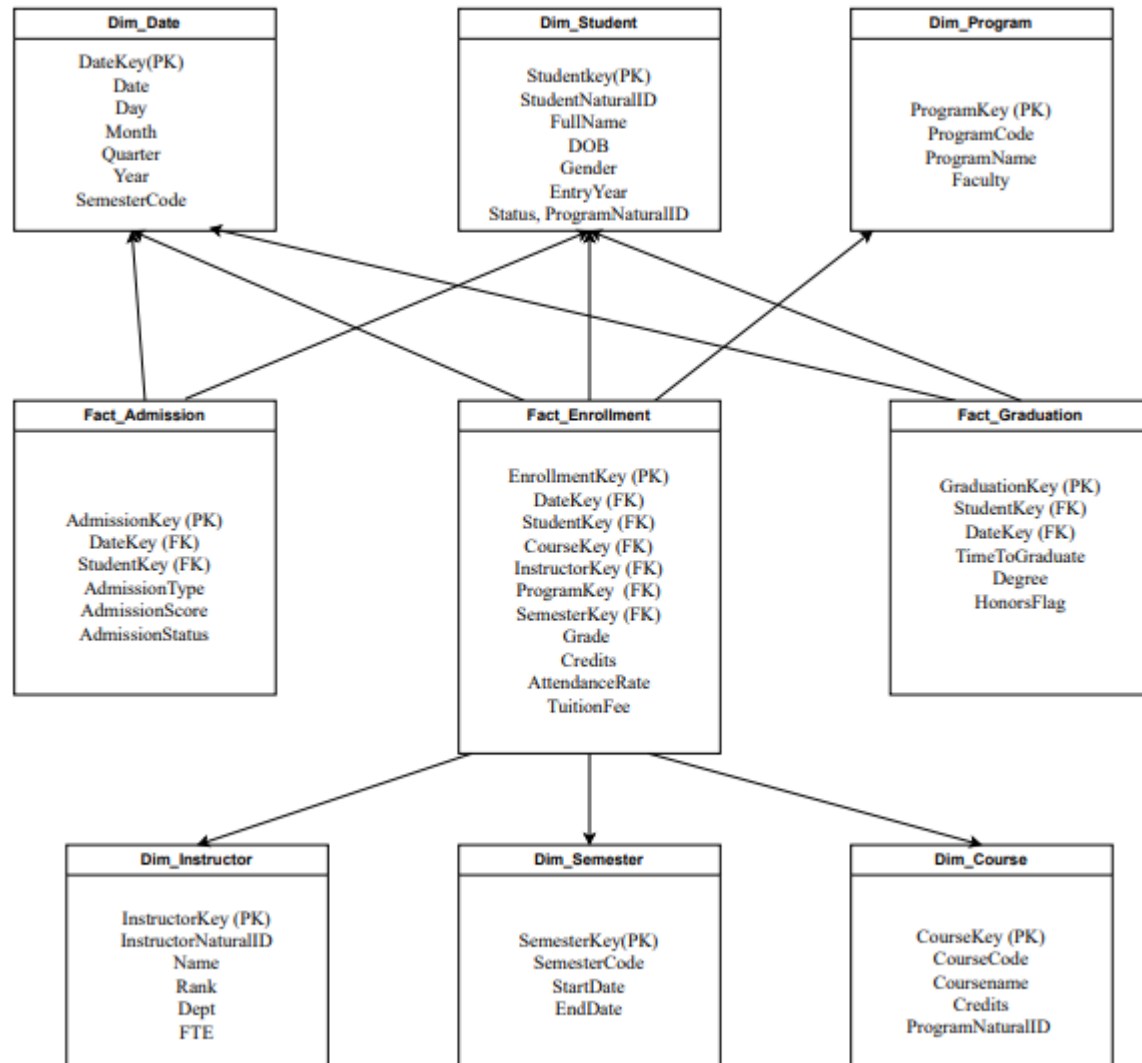 Dim_Date
DateKey(PK)
Date
Day
Month
Quarter
Year
SemesterCode
Dim_Student
Studentkey(PK)
StudentNaturalID
FullName
DOB
Gender
EntryYear
Status, ProgramNaturalID
Dim_Program
ProgramKey (PK)
ProgramCode
ProgramName
Faculty
Fact_Admission
AdmissionKey (PK)
DateKey (FK)
StudentKey (FK)
AdmissionType
AdmissionScore
AdmissionStatus
Fact_Enrollment
EnrollmentKey (PK)
DateKey (FK)
StudentKey (FK)
CourseKey (FK)
InstructorKey (FK)
ProgramKey (FK)
SemesterKey (FK)
Grade
Credits
AttendanceRate
TuitionFee
Fact_Graduation
GraduationKey (PK)
StudentKey (FK)
DateKey (FK)
TimeToGraduate
Degree
HonorsFlag
Dim_Instructor
InstructorKey (PK)
InstructorNaturalID
Name
Rank
Dept
FTE
Dim_Semester
SemesterKey(PK)
SemesterCode
StartDate
EndDate
Dim_Course
CourseKey (PK)
CourseCode
Coursename
Credits
ProgramNaturalID